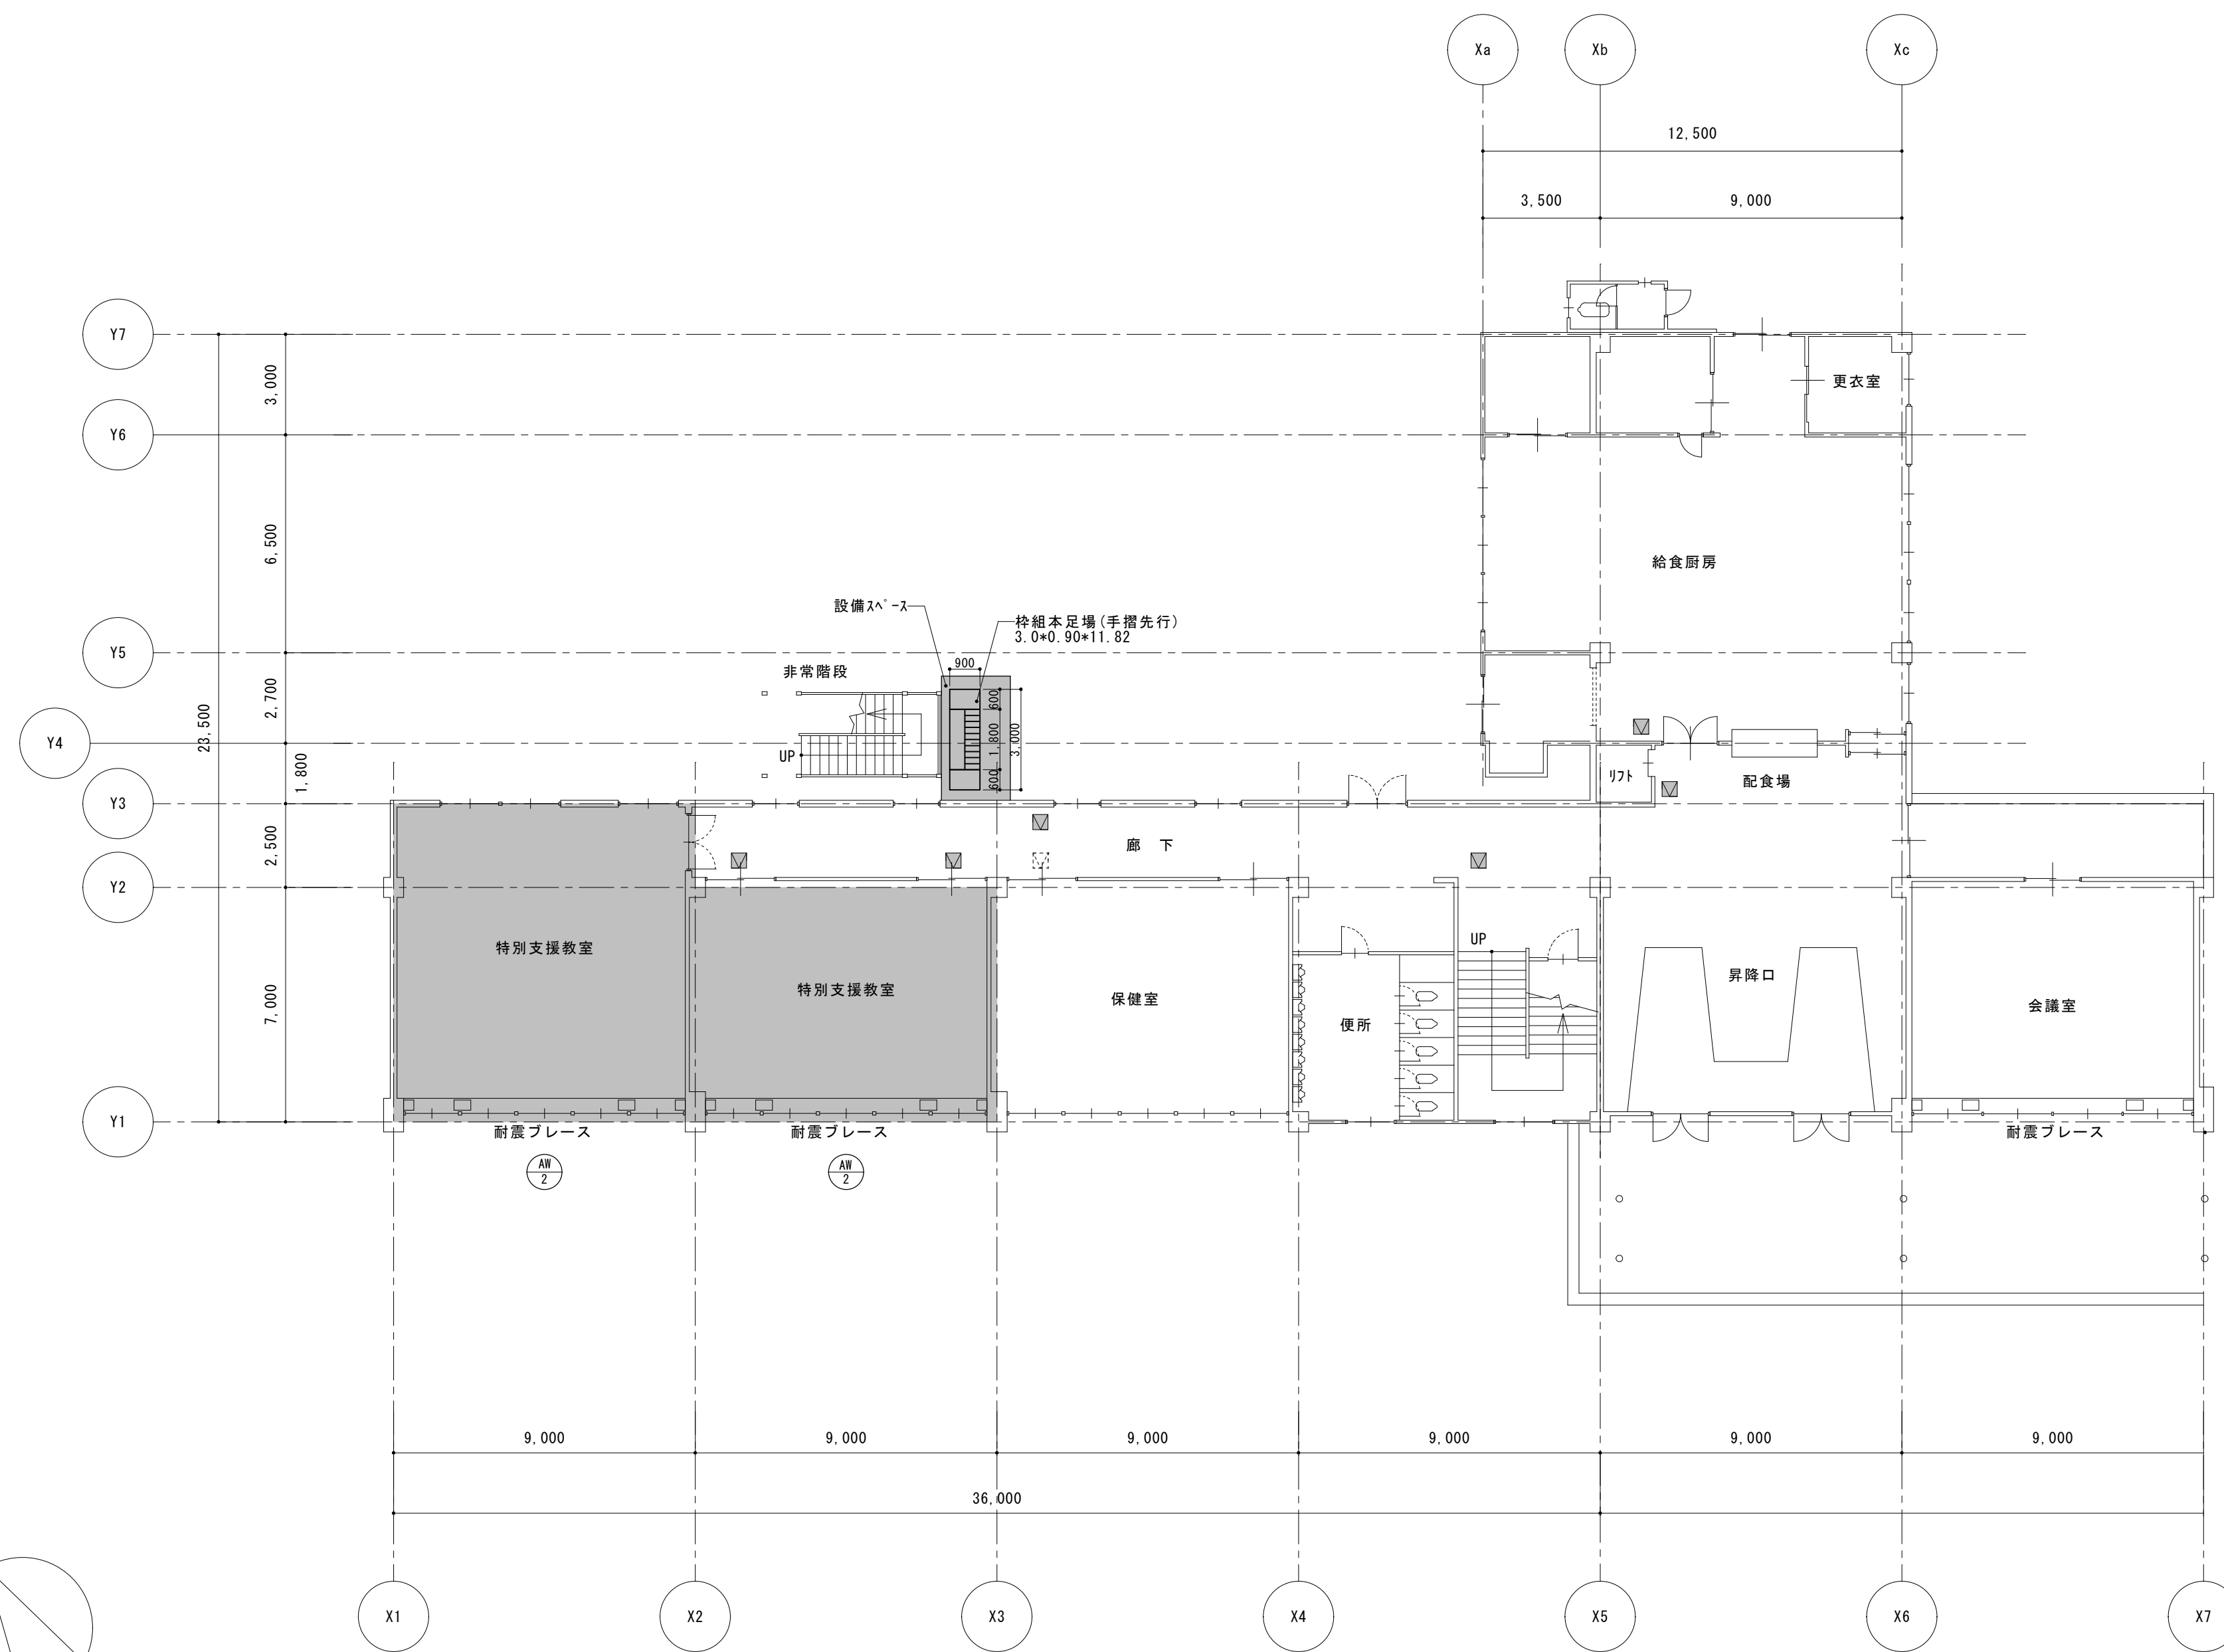 Xa
Xb
Xc
12,500
3,500
9,000
Y7
3,000
更衣室
Y6
6,500
給食厨房
設備ｽﾍﾟｰｽ
枠組本足場(手摺先行)
3.0*0.90*11.82
Y5
900
非常階段
600
2,700
23,500
1,800
3,000
Y4
UP
1,800
600
ﾘﾌﾄ
配食場
Y3
2,500
廊　下
Y2
特別支援教室
UP
昇降口
7,000
特別支援教室
保健室
会議室
便所
Y1
耐震ブレース
耐震ブレース
耐震ブレース
AW
2
AW
2
9,000
9,000
9,000
9,000
9,000
9,000
36,000
X1
X2
X3
X4
X5
X6
X7